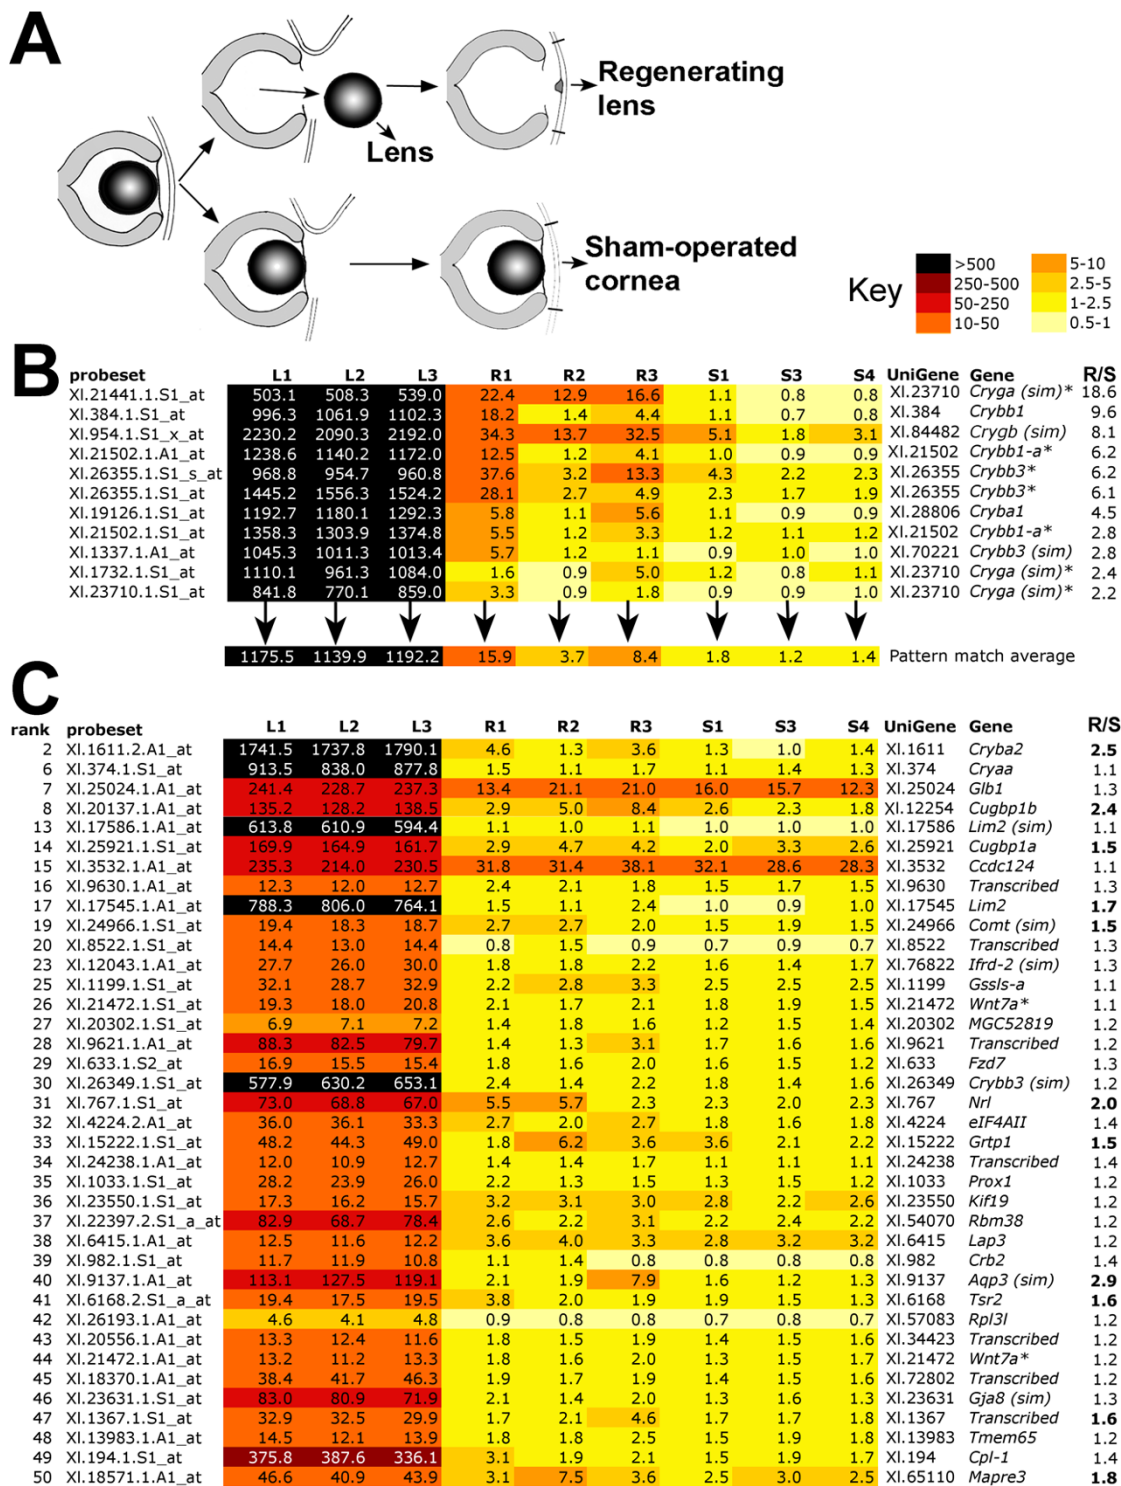 A
Lens
Regenerating
lens
Sham-operated
cornea
Key
>500
250-500
50-250
10-50
5-10
2.5-5
1-2.5
0.5-1
B
probeset L1 L2 L3 R1 R2 R3 S1 S3 S4 UniGene Gene R/S
Xl.21441.1.S1_at 503.1 508.3 539.0 22.4 12.9 16.6 1.1 0.8 0.8 Xl.23710 Cryga (sim)* 18.6
Xl.384.1.S1_at 996.3 1061.9 1102.3 18.2 1.4 4.4 1.1 0.7 0.8 Xl.384 Crybb1 9.6
Xl.954.1.S1_x_at 2230.2 2090.3 2192.0 34.3 13.7 32.5 5.1 1.8 3.1 Xl.84482 Crygb (sim) 8.1
Xl.21502.1.A1_at 1238.6 1140.2 1172.0 12.5 1.2 4.1 1.0 0.9 0.9 Xl.21502 Crybb1-a* 6.2
Xl.26355.1.S1_s_at 968.8 954.7 960.8 37.6 3.2 13.3 4.3 2.2 2.3 Xl.26355 Crybb3* 6.2
Xl.26355.1.S1_at 1445.2 1556.3 1524.2 28.1 2.7 4.9 2.3 1.7 1.9 Xl.26355 Crybb3* 6.1
Xl.19126.1.S1_at 1192.7 1180.1 1292.3 5.8 1.1 5.6 1.1 0.9 0.9 Xl.28806 Cryba1 4.5
Xl.21502.1.S1_at 1358.3 1303.9 1374.8 5.5 1.2 3.3 1.2 1.1 1.2 Xl.21502 Crybb1-a* 2.8
Xl.1337.1.A1_at 1045.3 1011.3 1013.4 5.7 1.2 1.1 0.9 1.0 1.0 Xl.70221 Crybb3 (sim) 2.8
Xl.1732.1.S1_at 1110.1 961.3 1084.0 1.6 0.9 5.0 1.2 0.8 1.1 Xl.23710 Cryga (sim)* 2.4
Xl.23710.1.S1_at 841.8 770.1 859.0 3.3 0.9 1.8 0.9 0.9 1.0 Xl.23710 Cryga (sim)* 2.2
1175.5 1139.9 1192.2 15.9 3.7 8.4 1.8 1.2 1.4 Pattern match average
C
rank probeset L1 L2 L3 R1 R2 R3 S1 S3 S4 UniGene Gene R/S
2 Xl.1611.2.A1_at 1741.5 1737.8 1790.1 4.6 1.3 3.6 1.3 1.0 1.4 Xl.1611 Cryba2 2.5
6 Xl.374.1.S1_at 913.5 838.0 877.8 1.5 1.1 1.7 1.1 1.4 1.3 Xl.374 Cryaa 1.1
7 Xl.25024.1.A1_at 241.4 228.7 237.3 13.4 21.1 21.0 16.0 15.7 12.3 Xl.25024 Glb1 1.3
8 Xl.20137.1.A1_at 135.2 128.2 138.5 2.9 5.0 8.4 2.6 2.3 1.8 Xl.12254 Cugbp1b 2.4
13 Xl.17586.1.A1_at 613.8 610.9 594.4 1.1 1.0 1.1 1.0 1.0 1.0 Xl.17586 Lim2 (sim) 1.1
14 Xl.25921.1.S1_at 169.9 164.9 161.7 2.9 4.7 4.2 2.0 3.3 2.6 Xl.25921 Cugbp1a 1.5
15 Xl.3532.1.A1_at 235.3 214.0 230.5 31.8 31.4 38.1 32.1 28.6 28.3 Xl.3532 Ccdc124 1.1
16 Xl.9630.1.A1_at 12.3 12.0 12.7 2.4 2.1 1.8 1.5 1.7 1.5 Xl.9630 Transcribed 1.3
17 Xl.17545.1.A1_at 788.3 806.0 764.1 1.5 1.1 2.4 1.0 0.9 1.0 Xl.17545 Lim2 1.7
19 Xl.24966.1.S1_at 19.4 18.3 18.7 2.7 2.7 2.0 1.5 1.9 1.5 Xl.24966 Comt (sim) 1.5
20 Xl.8522.1.S1_at 14.4 13.0 14.4 0.8 1.5 0.9 0.7 0.9 0.7 Xl.8522 Transcribed 1.3
23 Xl.12043.1.A1_at 27.7 26.0 30.0 1.8 1.8 2.2 1.6 1.4 1.7 Xl.76822 Ifrd-2 (sim) 1.3
25 Xl.1199.1.S1_at 32.1 28.7 32.9 2.2 2.8 3.3 2.5 2.5 2.5 Xl.1199 Gssls-a 1.1
26 Xl.21472.1.S1_at 19.3 18.0 20.8 2.1 1.7 2.1 1.8 1.9 1.5 Xl.21472 Wnt7a* 1.1
27 Xl.20302.1.S1_at 6.9 7.1 7.2 1.4 1.8 1.6 1.2 1.5 1.4 Xl.20302 MGC52819 1.2
28 Xl.9621.1.A1_at 88.3 82.5 79.7 1.4 1.3 3.1 1.7 1.6 1.6 Xl.9621 Transcribed 1.2
29 Xl.633.1.S2_at 16.9 15.5 15.4 1.8 1.6 2.0 1.6 1.5 1.2 Xl.633 Fzd7 1.3
30 Xl.26349.1.S1_at 577.9 630.2 653.1 2.4 1.4 2.2 1.8 1.4 1.6 Xl.26349 Crybb3 (sim) 1.2
31 Xl.767.1.S1_at 73.0 68.8 67.0 5.5 5.7 2.3 2.3 2.0 2.3 Xl.767 Nrl 2.0
32 Xl.4224.2.A1_at 36.0 36.1 33.3 2.7 2.0 2.7 1.8 1.6 1.8 Xl.4224 eIF4AII 1.4
33 Xl.15222.1.S1_at 48.2 44.3 49.0 1.8 6.2 3.6 3.6 2.1 2.2 Xl.15222 Grtp1 1.5
34 Xl.24238.1.A1_at 12.0 10.9 12.7 1.4 1.4 1.7 1.1 1.1 1.1 Xl.24238 Transcribed 1.4
35 Xl.1033.1.S1_at 28.2 23.9 26.0 2.2 1.3 1.5 1.3 1.5 1.2 Xl.1033 Prox1 1.2
36 Xl.23550.1.S1_at 17.3 16.2 15.7 3.2 3.1 3.0 2.8 2.2 2.6 Xl.23550 Kif19 1.2
37 Xl.22397.2.S1_a_at 82.9 68.7 78.4 2.6 2.2 3.1 2.2 2.4 2.2 Xl.54070 Rbm38 1.2
38 Xl.6415.1.A1_at 12.5 11.6 12.2 3.6 4.0 3.3 2.8 3.2 3.2 Xl.6415 Lap3 1.2
39 Xl.982.1.S1_at 11.7 11.9 10.8 1.1 1.4 0.8 0.8 0.8 0.8 Xl.982 Crb2 1.4
40 Xl.9137.1.A1_at 113.1 127.5 119.1 2.1 1.9 7.9 1.6 1.2 1.3 Xl.9137 Aqp3 (sim) 2.9
41 Xl.6168.2.S1_a_at 19.4 17.5 19.5 3.8 2.0 1.9 1.9 1.5 1.3 Xl.6168 Tsr2 1.6
42 Xl.26193.1.A1_at 4.6 4.1 4.8 0.9 0.8 0.8 0.7 0.8 0.7 Xl.57083 Rpl3l 1.2
43 Xl.20556.1.A1_at 13.3 12.4 11.6 1.8 1.5 1.9 1.4 1.5 1.6 Xl.34423 Transcribed 1.2
44 Xl.21472.1.A1_at 13.2 11.2 13.3 1.8 1.6 2.0 1.3 1.5 1.7 Xl.21472 Wnt7a* 1.2
45 Xl.18370.1.A1_at 38.4 41.7 46.3 1.9 1.7 1.9 1.4 1.5 1.6 Xl.72802 Transcribed 1.2
46 Xl.23631.1.S1_at 83.0 80.9 71.9 2.1 1.4 2.0 1.3 1.6 1.3 Xl.23631 Gja8 (sim) 1.3
47 Xl.1367.1.S1_at 32.9 32.5 29.9 1.7 2.1 4.6 1.7 1.7 1.8 Xl.1367 Transcribed 1.6
48 Xl.13983.1.A1_at 14.5 12.1 13.9 1.8 1.8 2.5 1.5 1.9 1.8 Xl.13983 Tmem65 1.2
49 Xl.194.1.S1_at 375.8 387.6 336.1 3.1 1.9 2.1 1.5 1.9 1.7 Xl.194 Cpl-1 1.4
50 Xl.18571.1.A1_at 46.6 40.9 43.9 3.1 7.5 3.6 2.5 3.0 2.5 Xl.65110 Mapre3 1.8